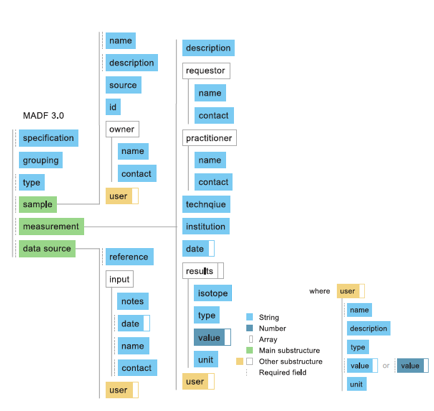 MADF 3.0
specification
grouping
type
sample
measurement
data source
name
description
source
id
owner
name
contact
user
reference
input
notes
date
name
contact
user
description
requestor
name
contact
practitioner
name
contact
technqiue
institution
date
results
isotope
type
value
unit
user
String
Number
Array
Main substructure
Other substructure
Required field
where user
name
description
type
value or value
unit